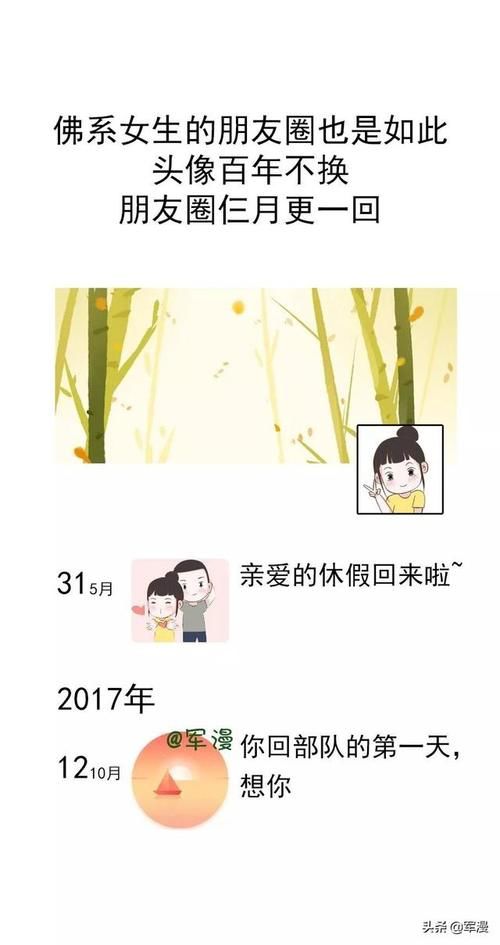 佛系女生的朋友圈也是如此
头像百年不换
朋友圈仨月更一回
31 5月
亲爱的休假回来啦~
2017年
@军漫
12 10月
你回部队的第一天，
想你
头条 @军漫